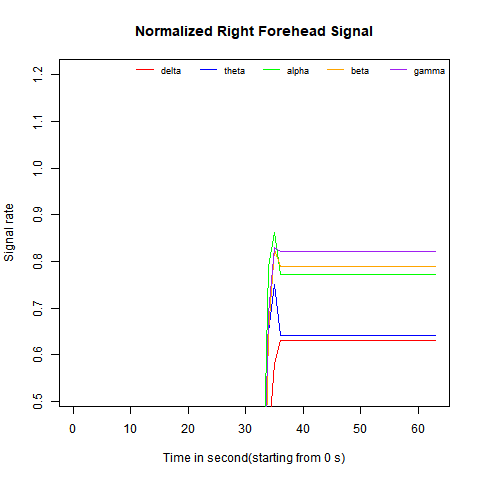 Normalized Right Forehead Signal
delta theta alpha beta gamma
1.2
1.1
1.0
0.9
0.8
0.7
0.6
0.5
Signal rate
0 10 20 30 40 50 60
Time in second(starting from 0 s)